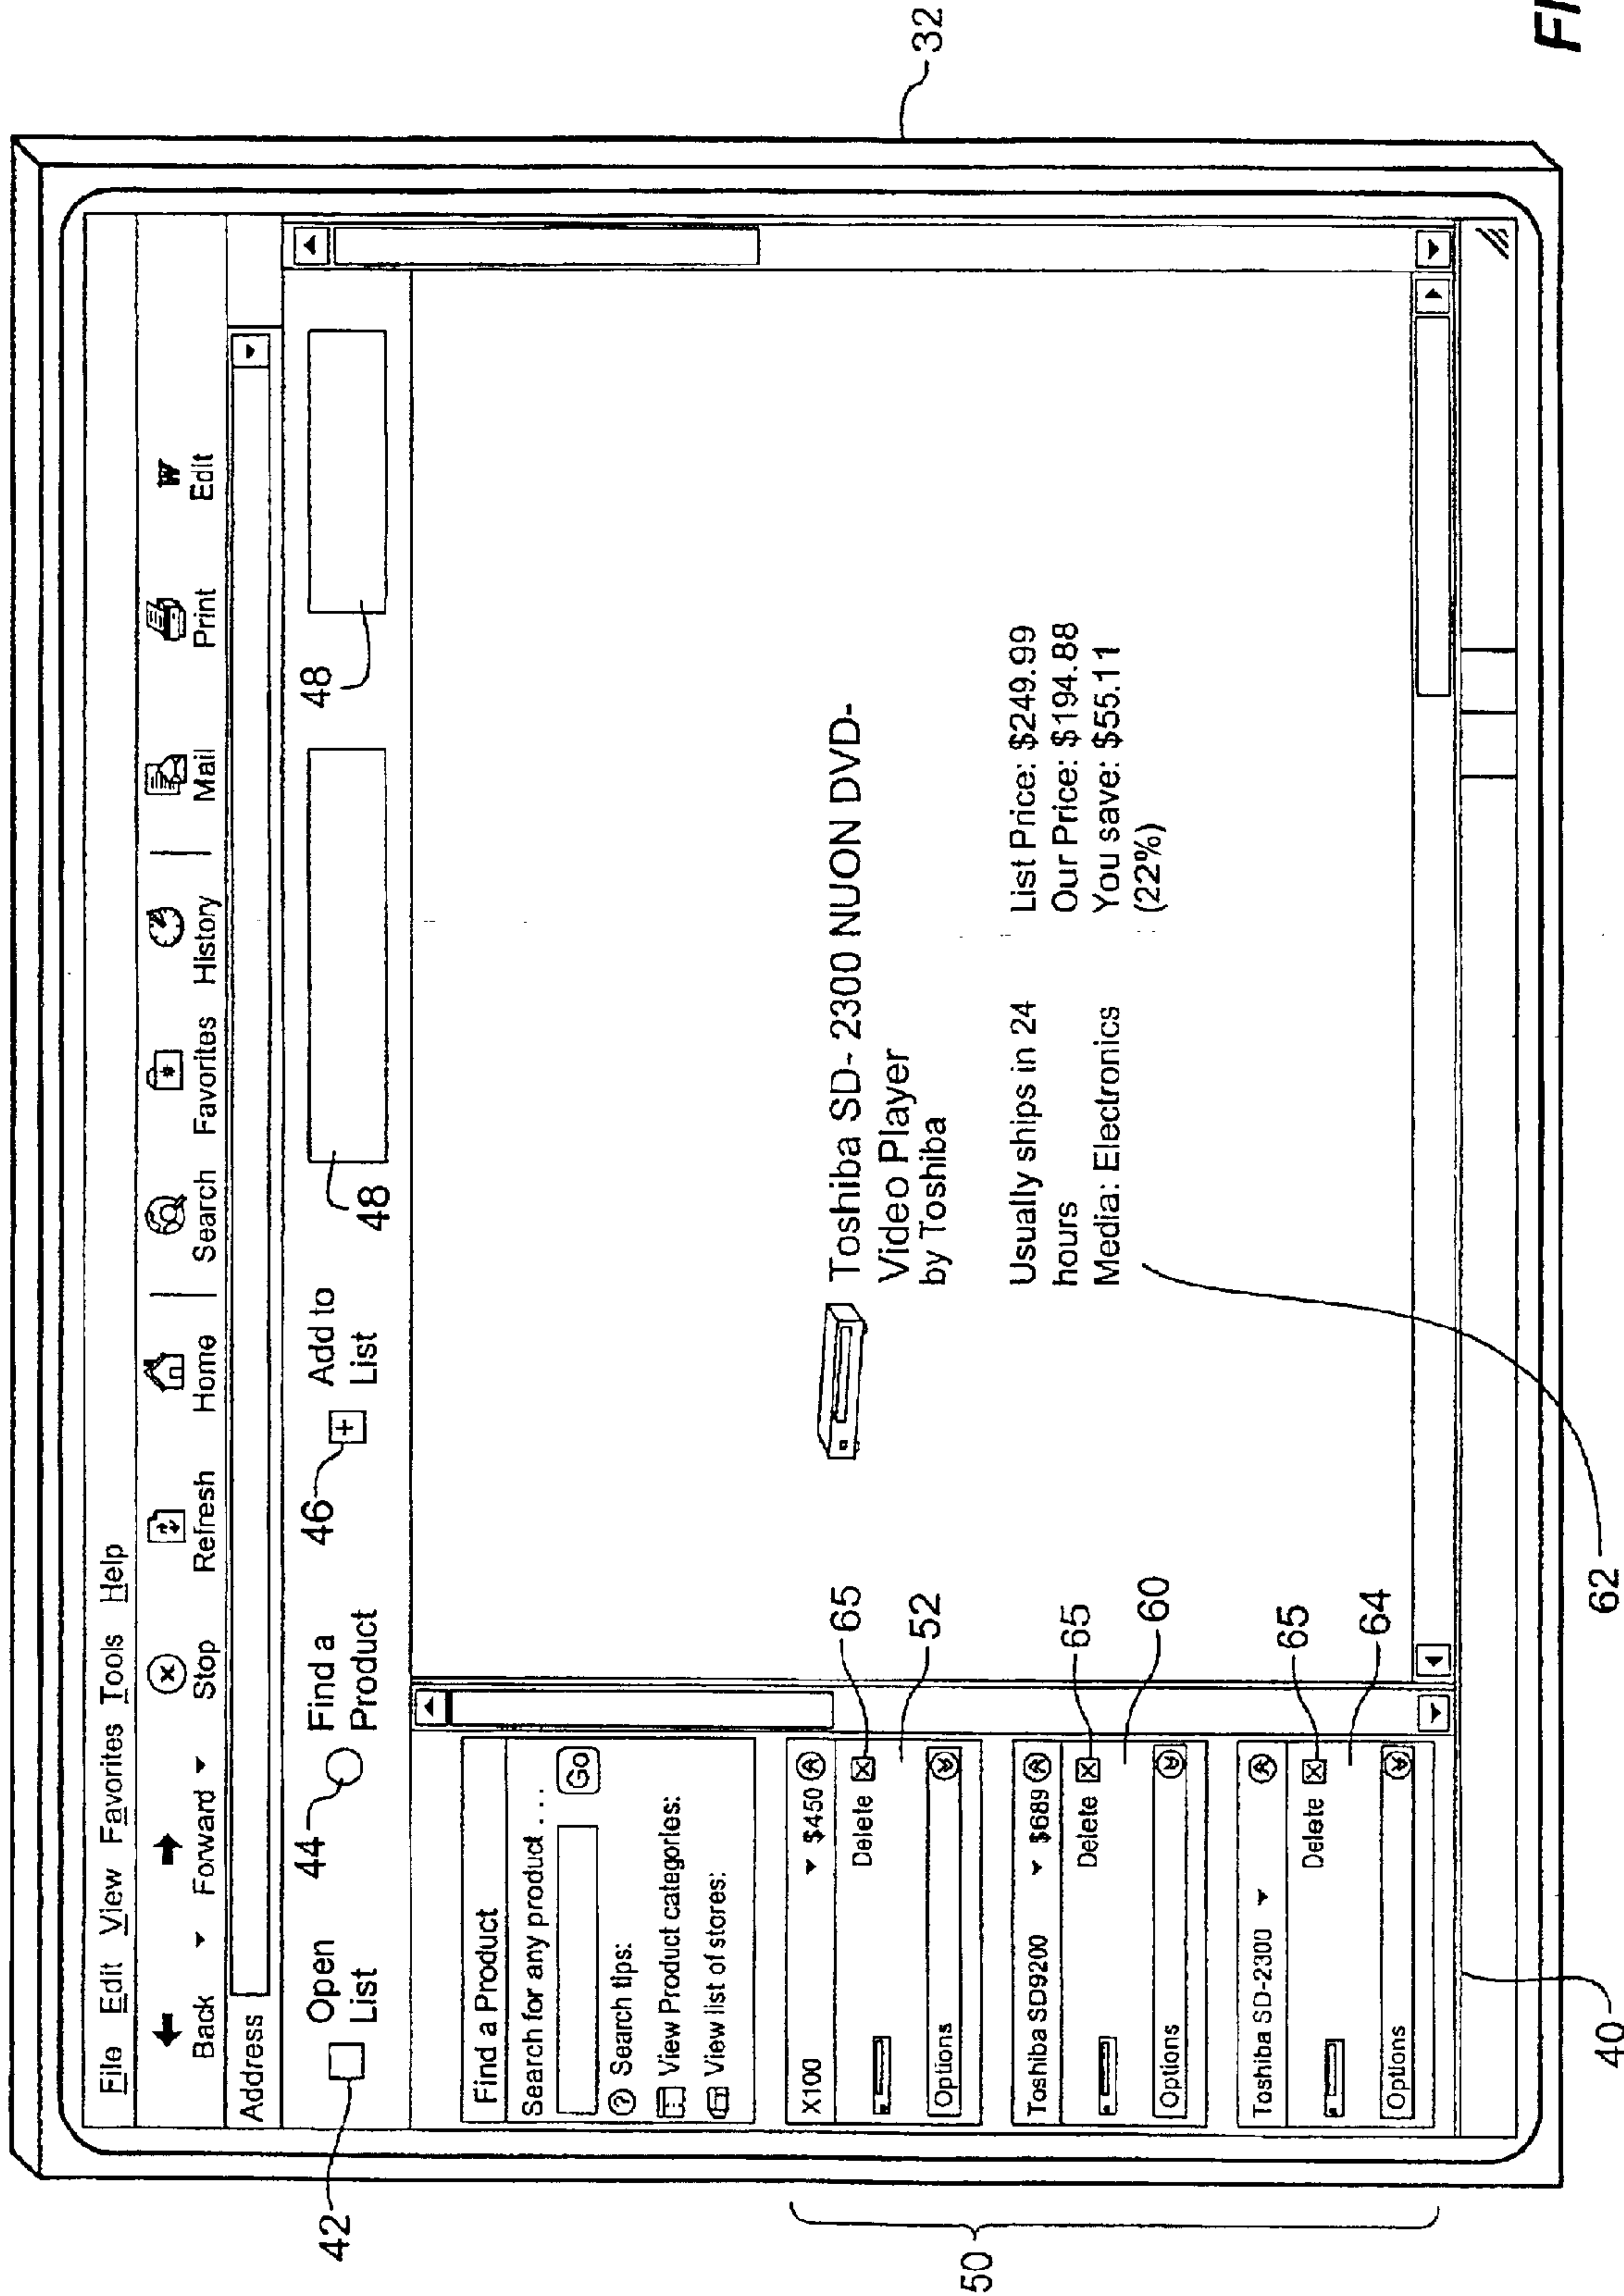 File Edit View Favorites Tools Help
Back Forward Stop Refresh Home Search Favorites History Mail Print Edit
Address
42 Open List
44 Find a Product
46 Add to List
48
48
32
Find a Product
Search for any product . . .
Go
? Search tips:
View Product categories:
View list of stores:
50
X100 $450
Delete
65
52
Options
Toshiba SD9200 $689
Delete
65
60
Options
Toshiba SD-2300
Delete
65
64
Options
Toshiba SD- 2300 NUON DVD-
Video Player
by Toshiba
Usually ships in 24
hours
Media: Electronics
List Price: $249.99
Our Price: $194.88
You save: $55.11
(22%)
40
62